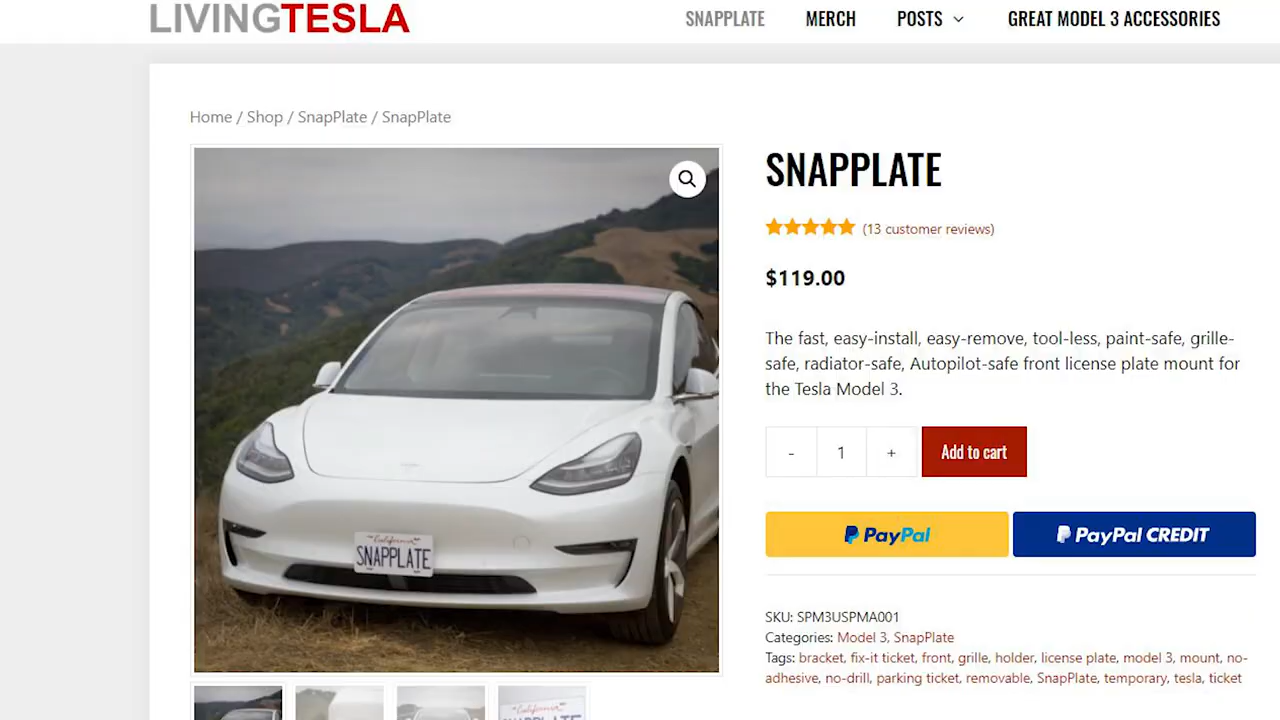 LIVINGTESLA
SNAPPLATE
MERCH
POSTS
GREAT MODEL 3 ACCESSORIES
Home / Shop / SnapPlate / SnapPlate
California
SNAPPLATE
SNAPPLATE
(13 customer reviews)
$119.00
The fast, easy-install, easy-remove, tool-less, paint-safe, grille-
safe, radiator-safe, Autopilot-safe front license plate mount for
the Tesla Model 3.
- 1 +
Add to cart
PayPal
PayPal CREDIT
SKU: SPM3USPMA001
Categories: Model 3, SnapPlate
Tags: bracket, fix-it ticket, front, grille, holder, license plate, model 3, mount, no-
adhesive, no-drill, parking ticket, removable, SnapPlate, temporary, tesla, ticket
California